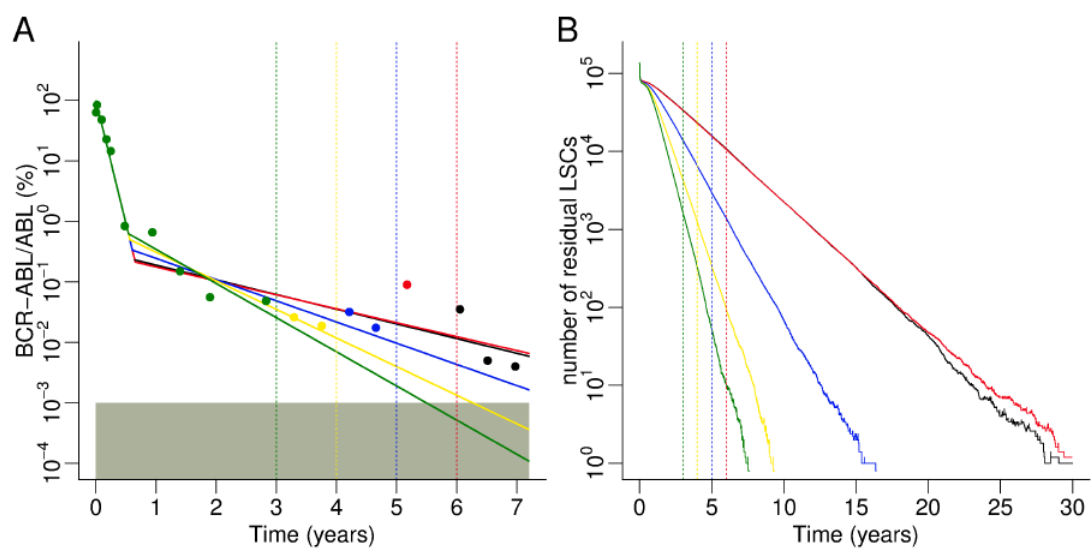 A
BCR−ABL/ABL (%)
10^2
10^1
10^0
10^−1
10^−2
10^−3
10^−4
0 1 2 3 4 5 6 7
Time (years)
B
number of residual LSCs
10^5
10^4
10^3
10^2
10^1
10^0
0 5 10 15 20 25 30
Time (years)